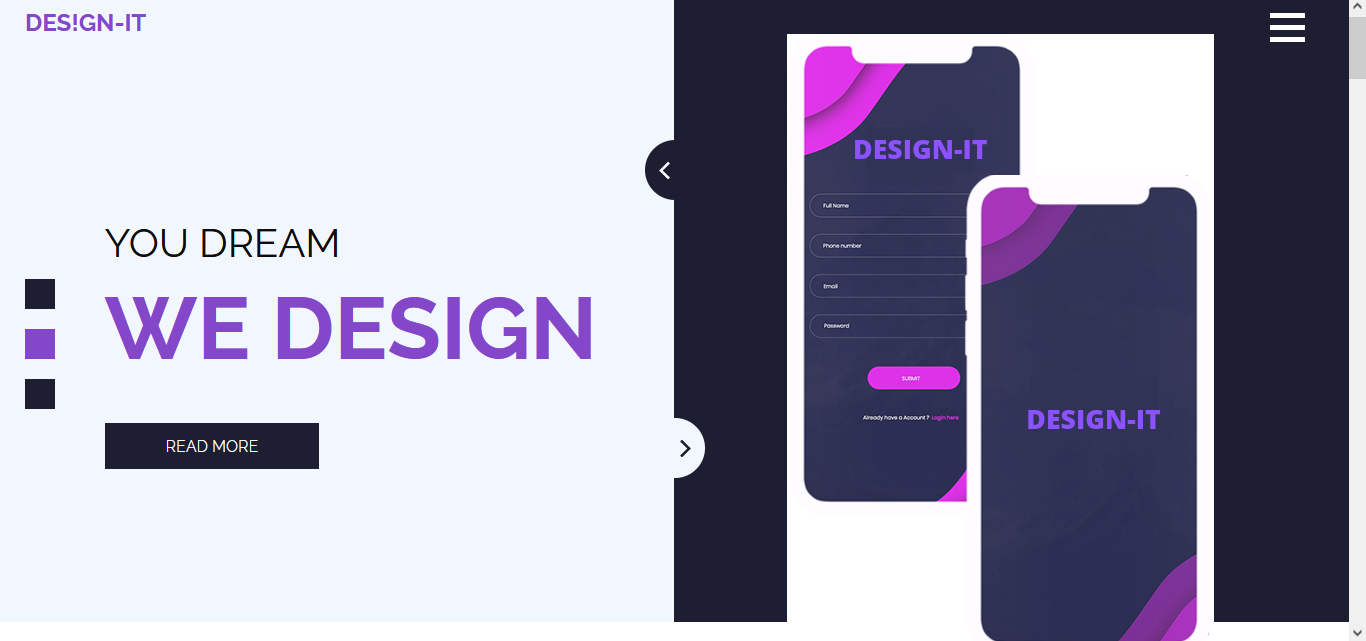 DES!GN-IT
YOU DREAM
WE DESIGN
READ MORE
DESIGN-IT
Full Name
Phone number
Email
Password
SUBMIT
Already have a Account ? Login here
DESIGN-IT